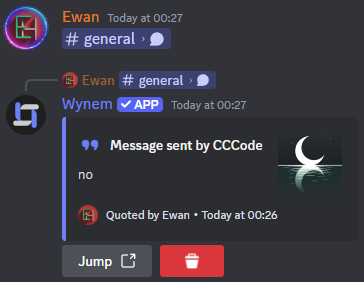 Ewan Today at 00:27
# general ›
Ewan # general ›
Wynem ✓ APP Today at 00:27
Message sent by CCCode
no
Quoted by Ewan • Today at 00:26
Jump